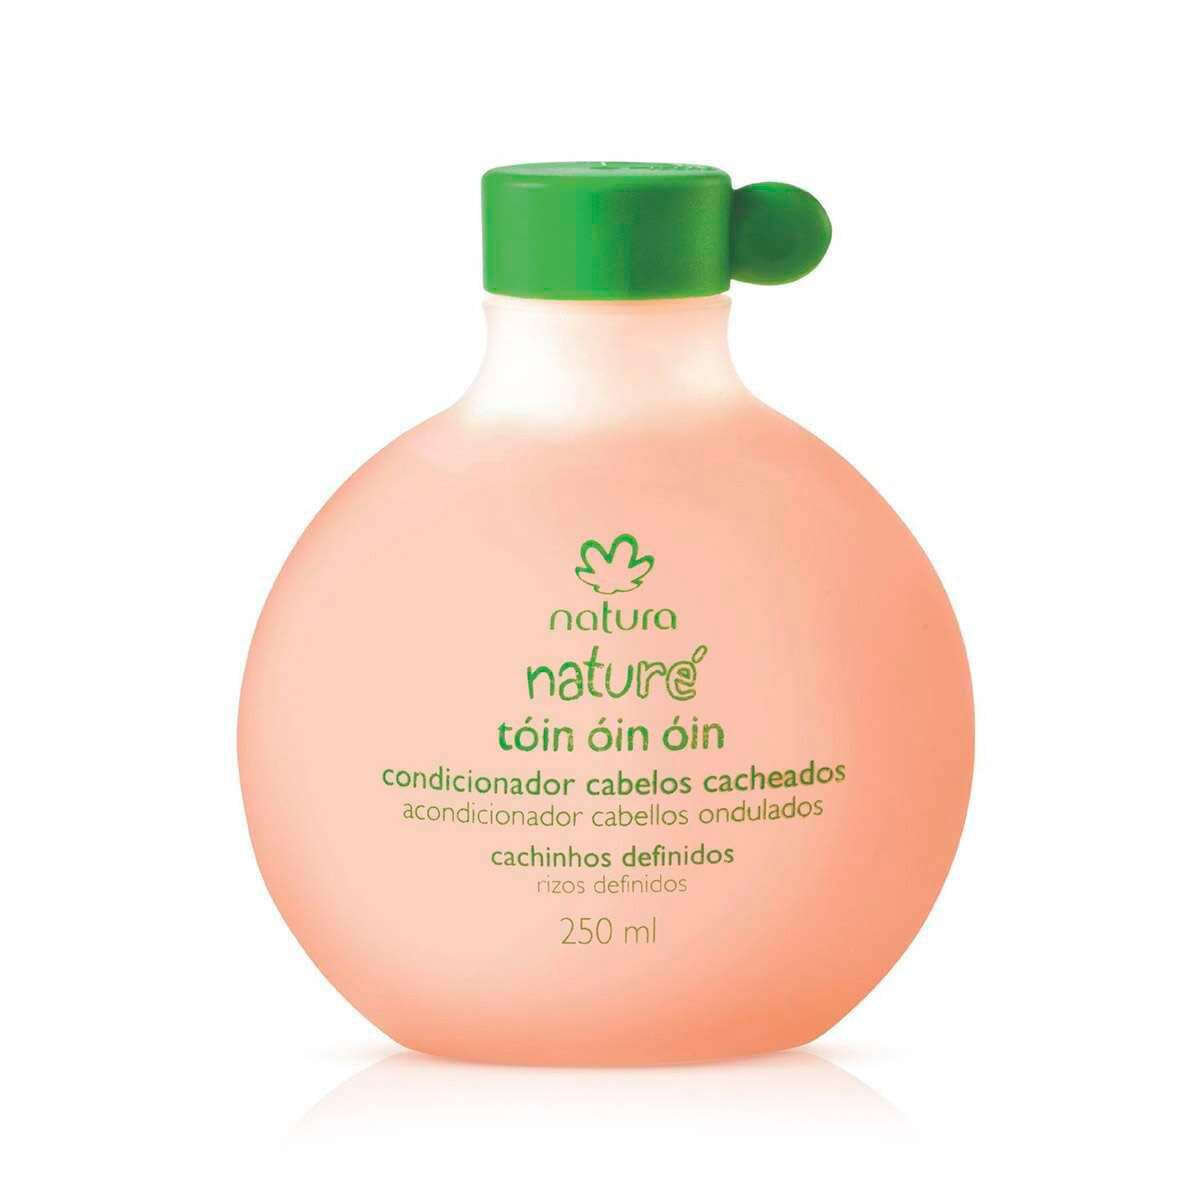 natura
naturé
tóin óin óin
condicionador cabelos cacheados
acondicionador cabellos ondulados
cachinhos definidos
rizos definidos
250 ml